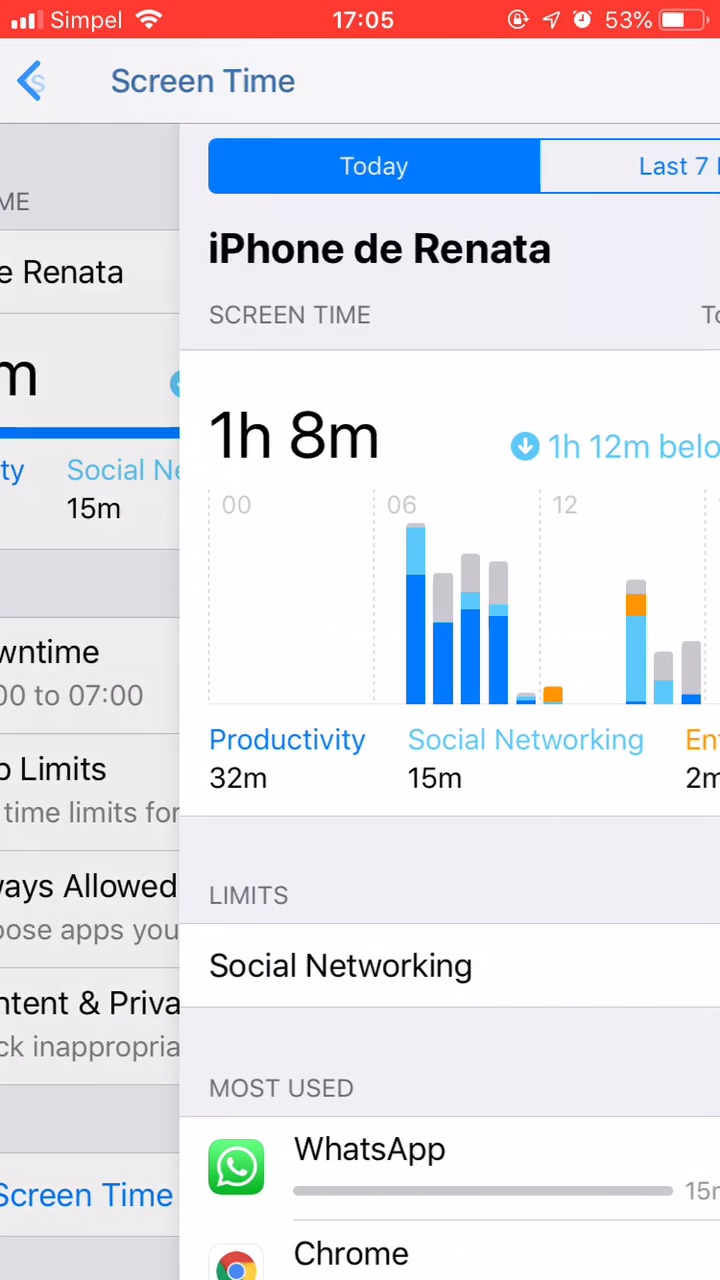 Simpel 17:05 53%
S Screen Time
Today Last 7
iPhone de Renata
SCREEN TIME To
1h 8m 1h 12m belo
00 06 12
Productivity Social Networking En
32m 15m 2m
LIMITS
Social Networking
MOST USED
WhatsApp
15m
Chrome
ME
e Renata
m
ty Social Ne
15m
wntime
00 to 07:00
p Limits
time limits for
ways Allowed
oose apps you
ntent & Priva
ck inappropria
Screen Time